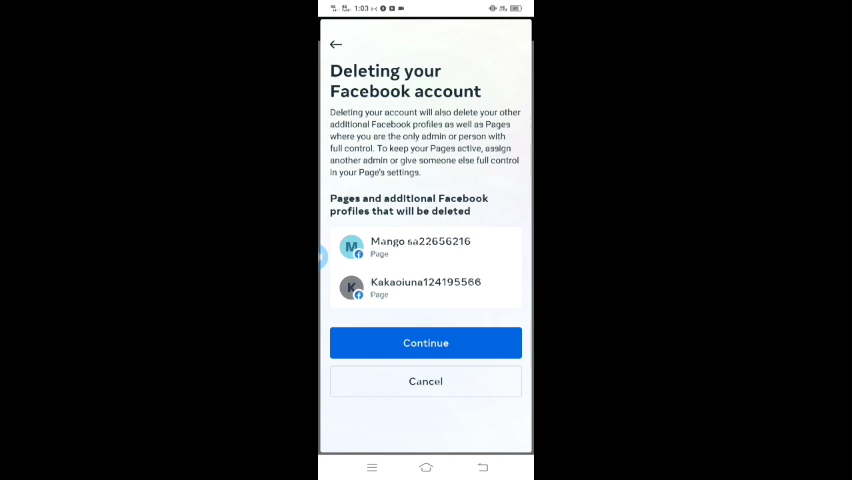 1:03
Deleting your
Facebook account
Deleting your account will also delete your other
additional Facebook profiles as well as Pages
where you are the only admin or person with
full control. To keep your Pages active, assign
another admin or give someone else full control
in your Page's settings.
Pages and additional Facebook
profiles that will be deleted
M
Mango sa22656216
Page
K
Kakaoiuna124195566
Page
Continue
Cancel